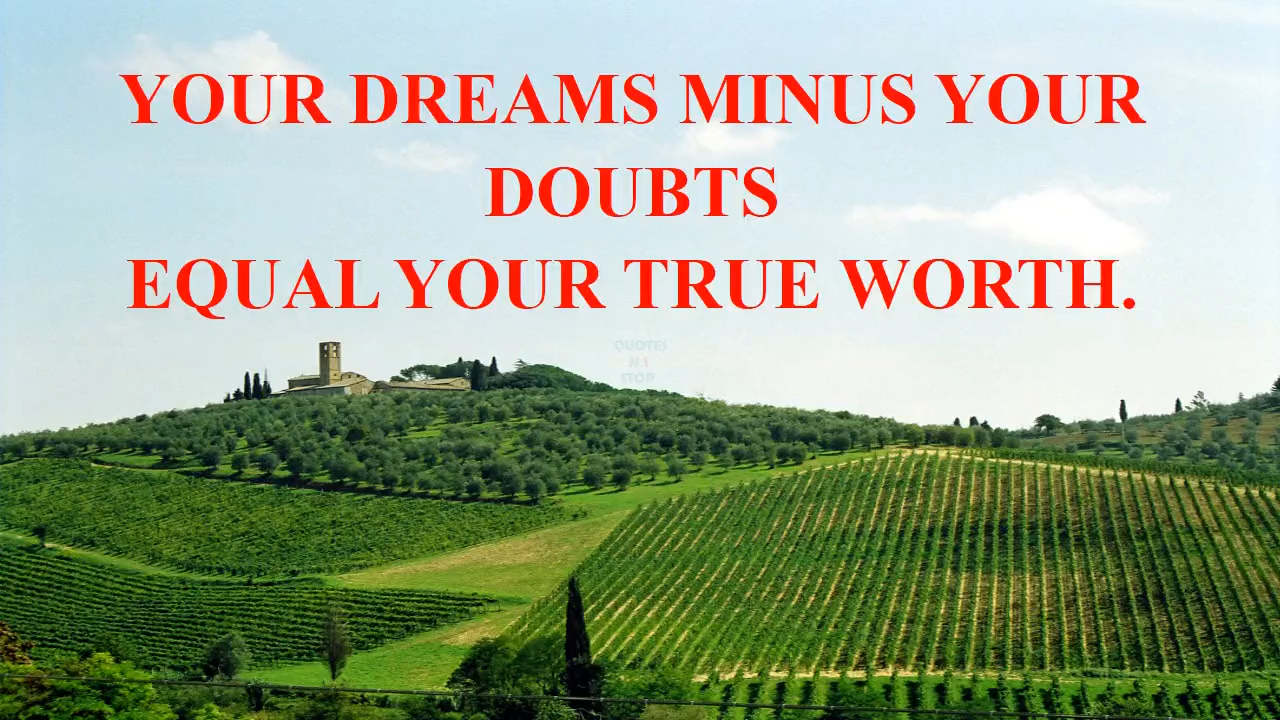 YOUR DREAMS MINUS YOUR
DOUBTS
EQUAL YOUR TRUE WORTH.
QUOTES
N 1
STOP